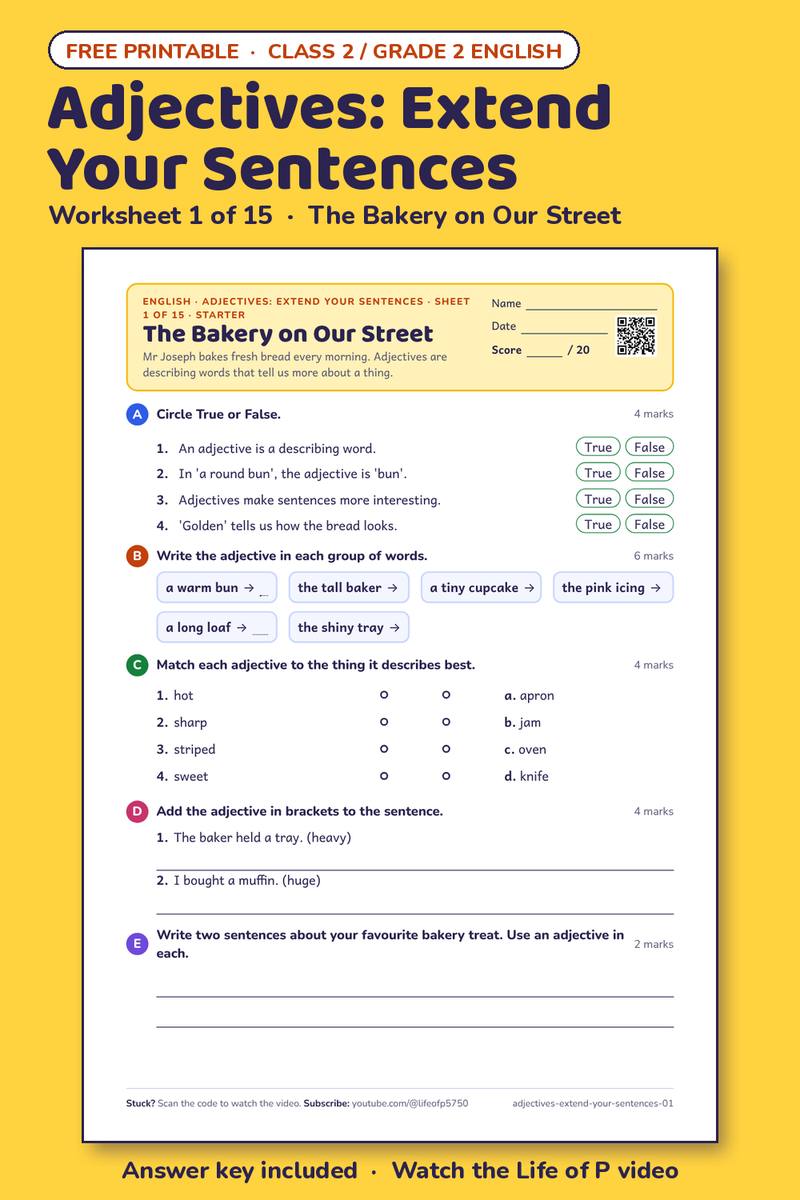 FREE PRINTABLE · CLASS 2 / GRADE 2 ENGLISH
Adjectives: Extend
Your Sentences
Worksheet 1 of 15 · The Bakery on Our Street
ENGLISH · ADJECTIVES: EXTEND YOUR SENTENCES · SHEET
1 OF 15 · STARTER
The Bakery on Our Street
Mr Joseph bakes fresh bread every morning. Adjectives are
describing words that tell us more about a thing.
Name
Date
Score ______ / 20
A Circle True or False. 4 marks
1. An adjective is a describing word. True False
2. In 'a round bun', the adjective is 'bun'. True False
3. Adjectives make sentences more interesting. True False
4. 'Golden' tells us how the bread looks. True False
B Write the adjective in each group of words. 6 marks
a warm bun → the tall baker → a tiny cupcake → the pink icing →
a long loaf → the shiny tray →
C Match each adjective to the thing it describes best. 4 marks
1. hot a. apron
2. sharp b. jam
3. striped c. oven
4. sweet d. knife
D Add the adjective in brackets to the sentence. 4 marks
1. The baker held a tray. (heavy)
2. I bought a muffin. (huge)
E Write two sentences about your favourite bakery treat. Use an adjective in 2 marks
each.
Stuck? Scan the code to watch the video. Subscribe: youtube.com/@lifeofp5750 adjectives-extend-your-sentences-01
Answer key included · Watch the Life of P video